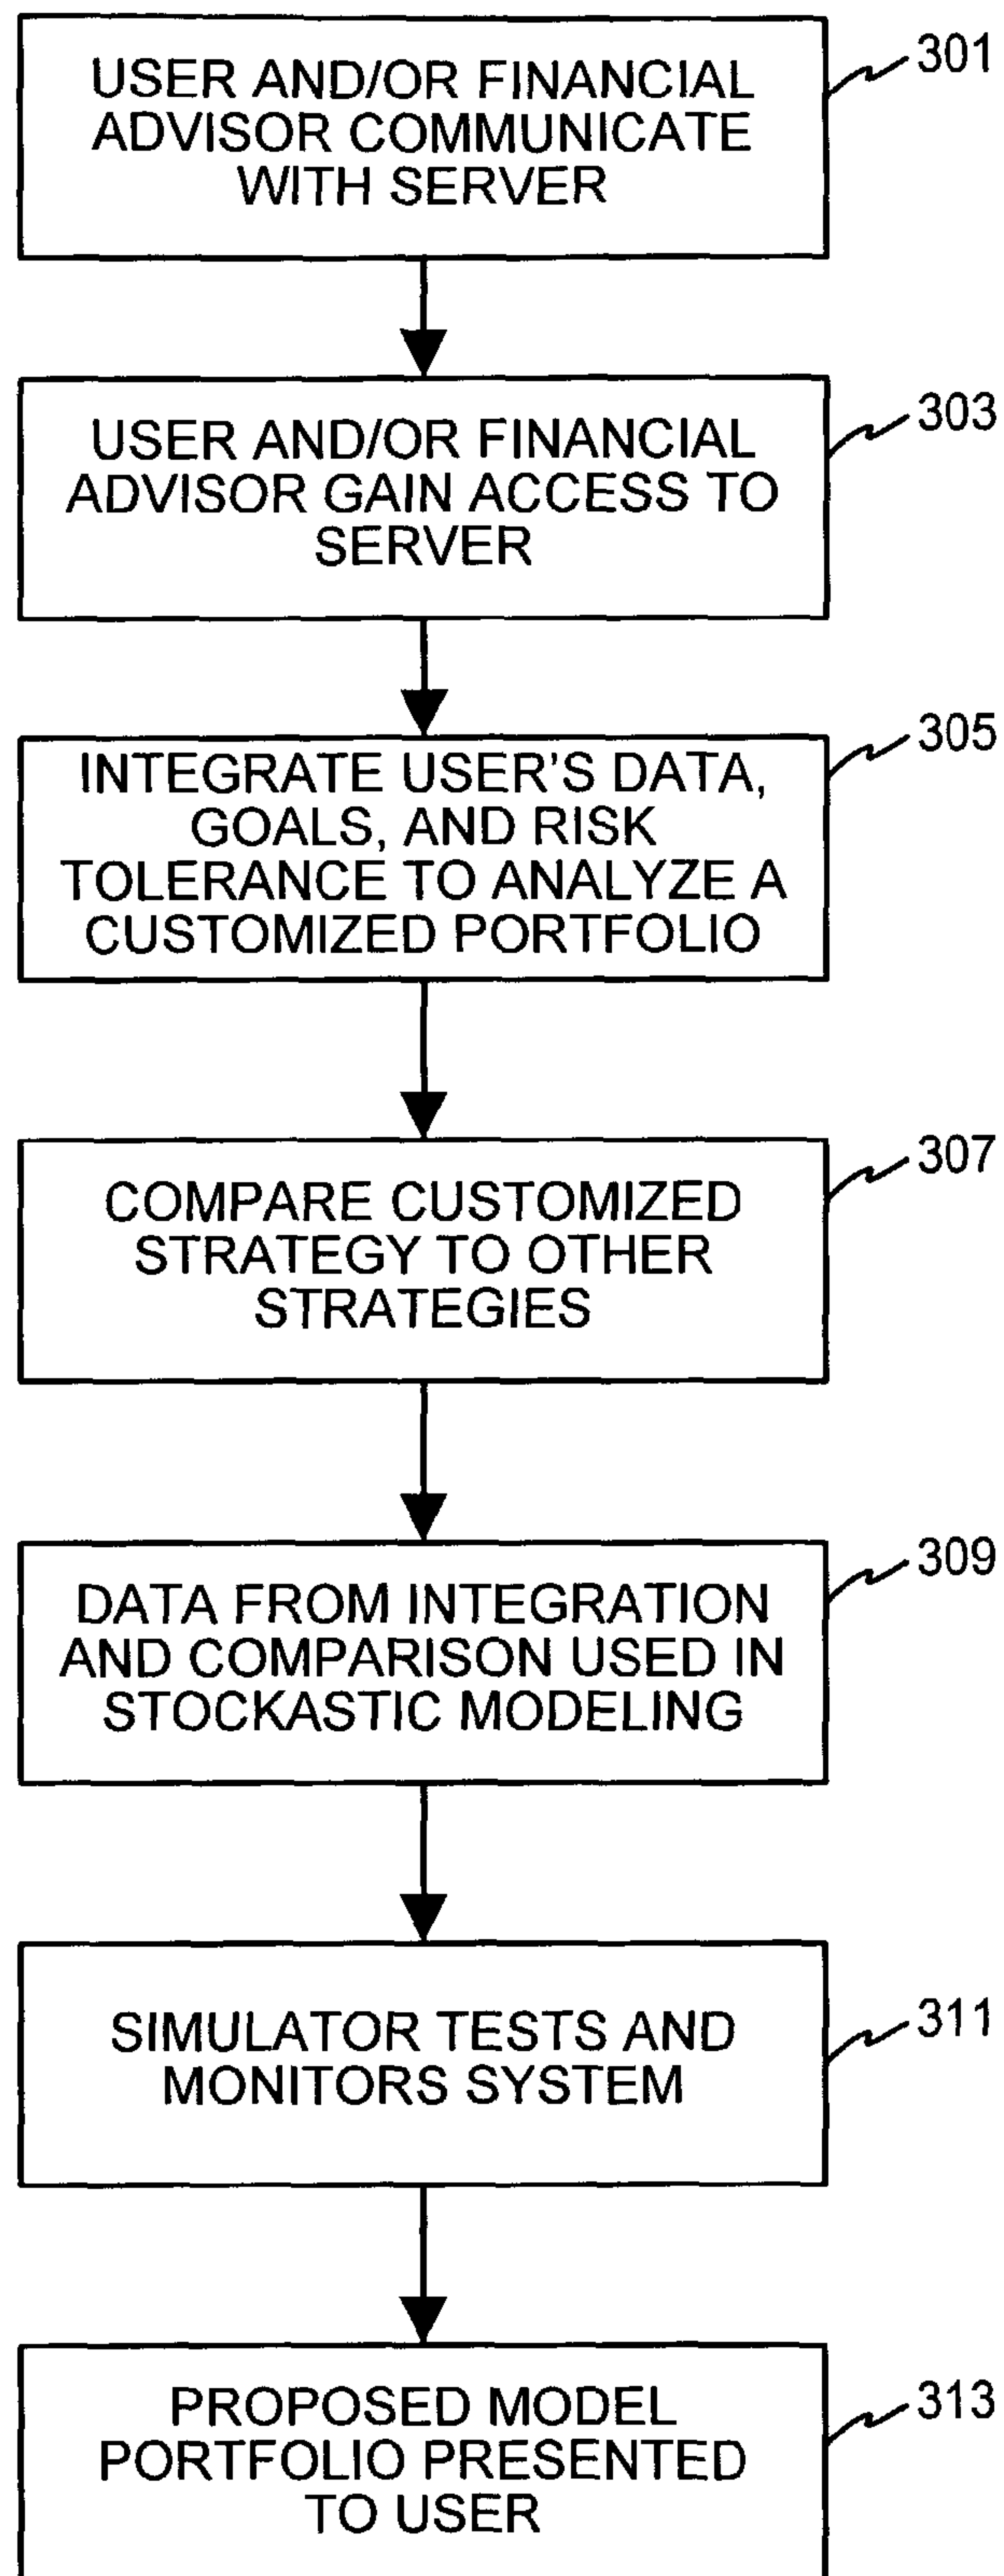 USER AND/OR FINANCIAL
ADVISOR COMMUNICATE
WITH SERVER
301
USER AND/OR FINANCIAL
ADVISOR GAIN ACCESS TO
SERVER
303
INTEGRATE USER'S DATA,
GOALS, AND RISK
TOLERANCE TO ANALYZE A
CUSTOMIZED PORTFOLIO
305
COMPARE CUSTOMIZED
STRATEGY TO OTHER
STRATEGIES
307
DATA FROM INTEGRATION
AND COMPARISON USED IN
STOCKASTIC MODELING
309
SIMULATOR TESTS AND
MONITORS SYSTEM
311
PROPOSED MODEL
PORTFOLIO PRESENTED
TO USER
313